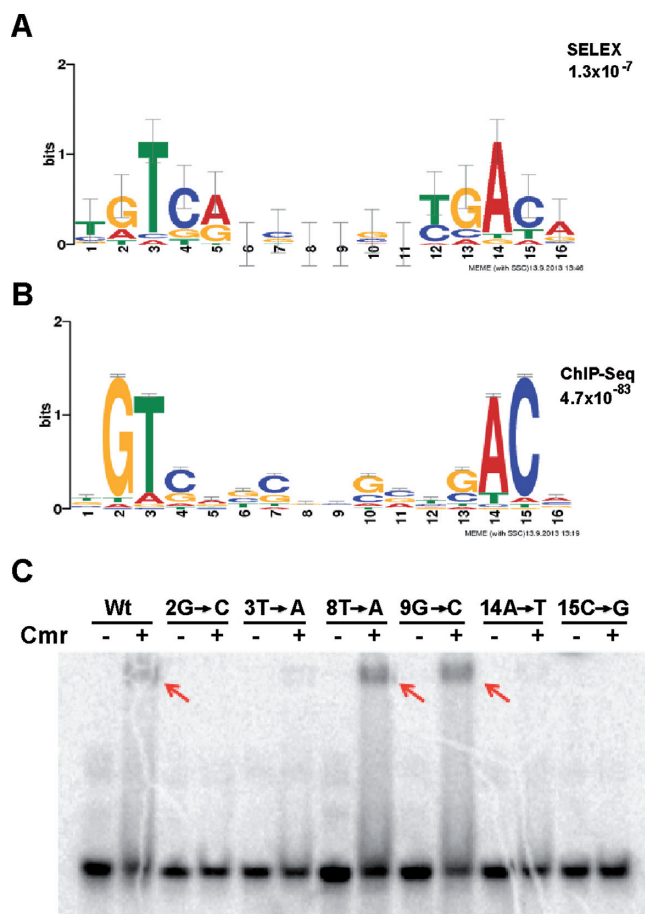 A
SELEX
1.3x10-7
2
1
0
bits
T G T C A T G A C A
1 2 3 4 5 6 7 8 9 10 11 12 13 14 15 16
MEME (with SSC)13.9.2013 13:46
B
ChIP-Seq
4.7x10-83
2
1
0
bits
G T C C G G A C
1 2 3 4 5 6 7 8 9 10 11 12 13 14 15 16
MEME (with SSC)13.9.2013 13:19
C
Wt 2G→C 3T→A 8T→A 9G→C 14A→T 15C→G
Cmr - + - + - + - + - + - + - +